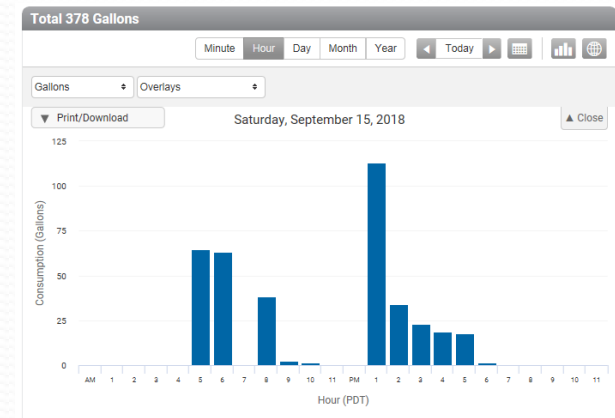 Total 378 Gallons
Minute Hour Day Month Year Today
Gallons Overlays
Print/Download Saturday, September 15, 2018 Close
125
100
75
50
25
0
Consumption (Gallons)
AM 1 2 3 4 5 6 7 8 9 10 11 PM 1 2 3 4 5 6 7 8 9 10 11
Hour (PDT)